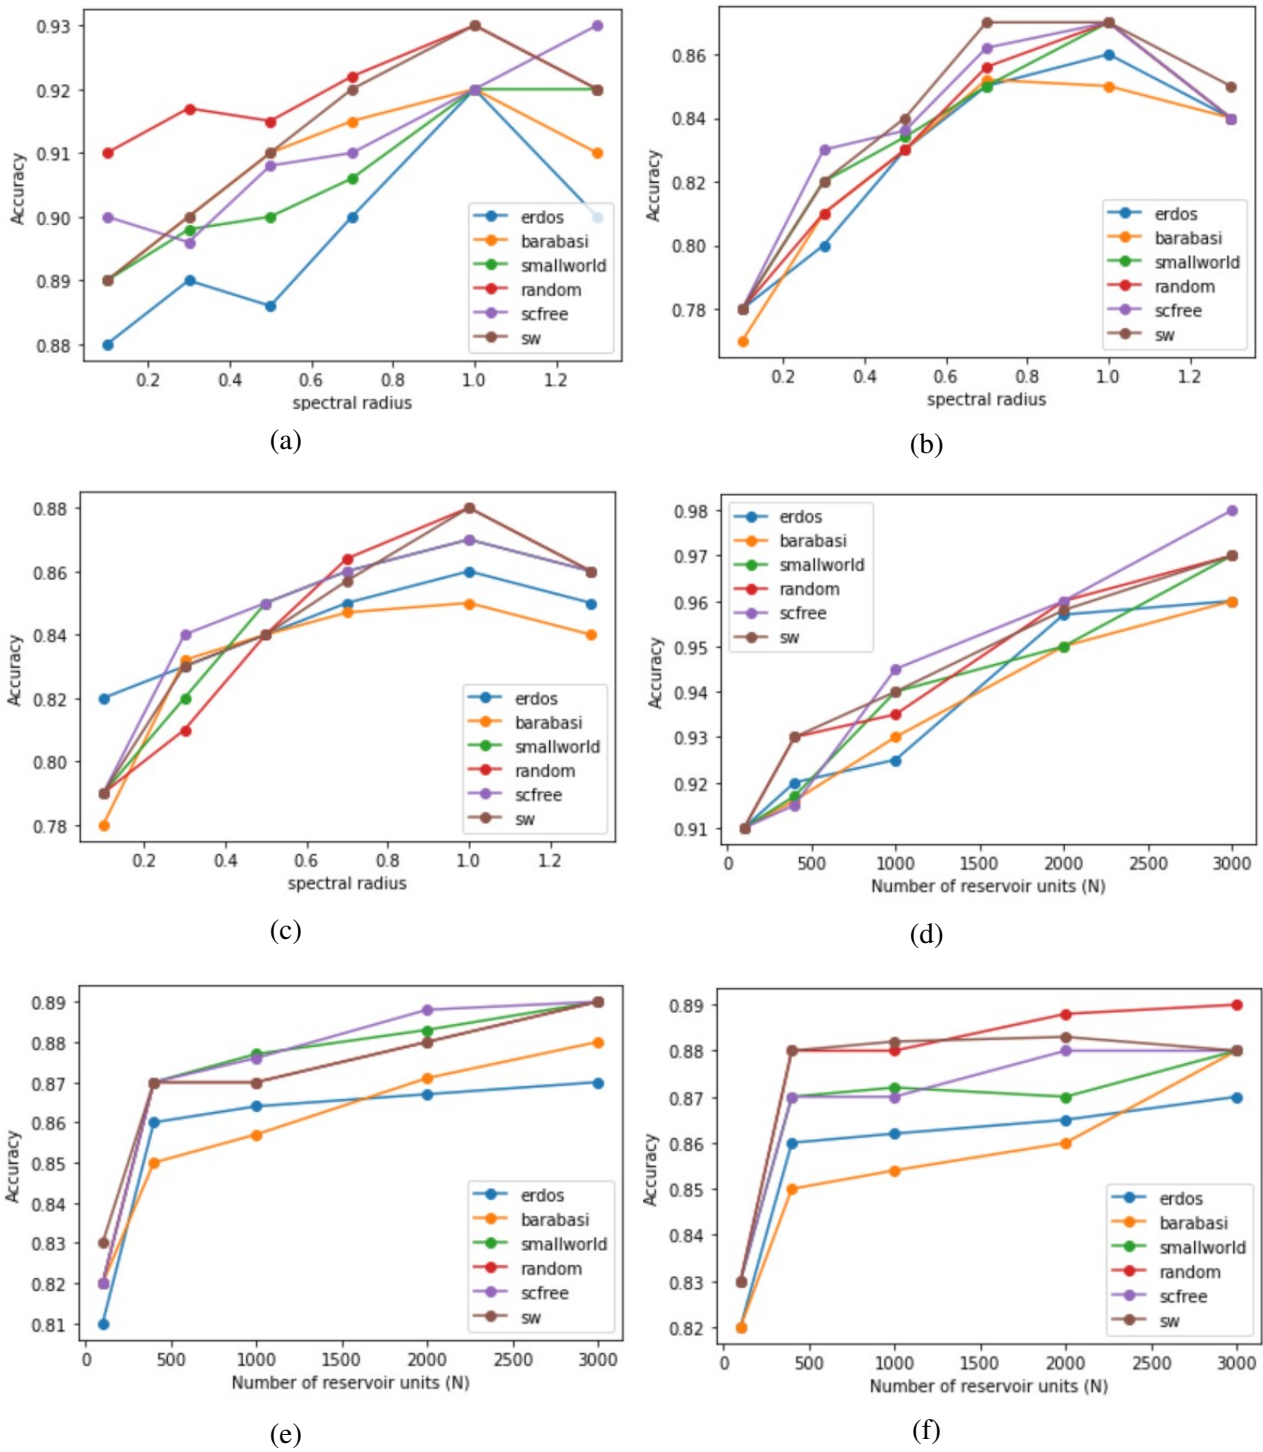 0.93
0.92
0.91
0.90
0.89
0.88
Accuracy
0.2 0.4 0.6 0.8 1.0 1.2
spectral radius
erdos
barabasi
smallworld
random
scfree
sw
(a)
0.86
0.84
0.82
0.80
0.78
Accuracy
0.2 0.4 0.6 0.8 1.0 1.2
spectral radius
erdos
barabasi
smallworld
random
scfree
sw
(b)
0.88
0.86
0.84
0.82
0.80
0.78
Accuracy
0.2 0.4 0.6 0.8 1.0 1.2
spectral radius
erdos
barabasi
smallworld
random
scfree
sw
(c)
0.98
0.97
0.96
0.95
0.94
0.93
0.92
0.91
Accuracy
0 500 1000 1500 2000 2500 3000
Number of reservoir units (N)
erdos
barabasi
smallworld
random
scfree
sw
(d)
0.89
0.88
0.87
0.86
0.85
0.84
0.83
0.82
0.81
Accuracy
0 500 1000 1500 2000 2500 3000
Number of reservoir units (N)
erdos
barabasi
smallworld
random
scfree
sw
(e)
0.89
0.88
0.87
0.86
0.85
0.84
0.83
0.82
Accuracy
0 500 1000 1500 2000 2500 3000
Number of reservoir units (N)
erdos
barabasi
smallworld
random
scfree
sw
(f)